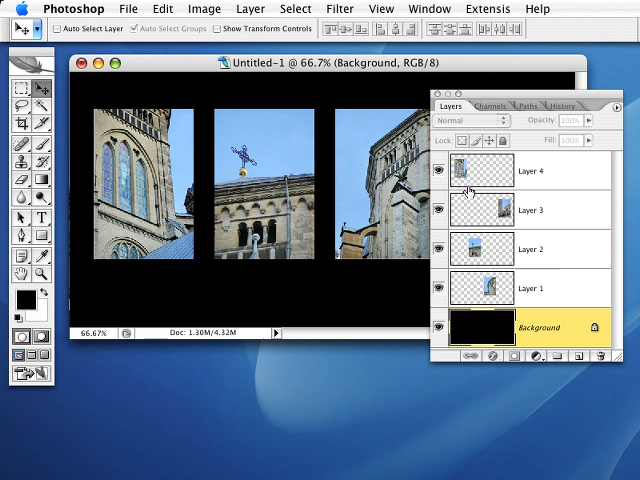 Photoshop File Edit Image Layer Select Filter View Window Extensis Help
Auto Select Layer Auto Select Groups Show Transform Controls
Untitled-1 @ 66.7% (Background, RGB/8)
Layers Channels Paths History
Normal Opacity: 100%
Lock: Fill: 100%
Layer 4
Layer 3
Layer 2
Layer 1
Background
66.67% Doc: 1.30M/4.32M